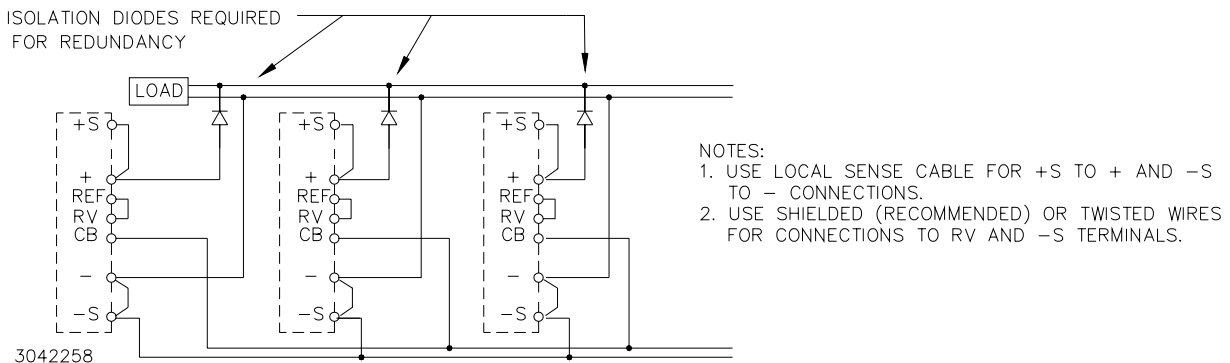 ISOLATION DIODES REQUIRED
FOR REDUNDANCY
LOAD
+S
+
REF
RV
CB
−
−S
+S
+
REF
RV
CB
−
−S
+S
+
REF
RV
CB
−
−S
NOTES:
1. USE LOCAL SENSE CABLE FOR +S TO + AND −S
TO − CONNECTIONS.
2. USE SHIELDED (RECOMMENDED) OR TWISTED WIRES
FOR CONNECTIONS TO RV AND −S TERMINALS.
3042258